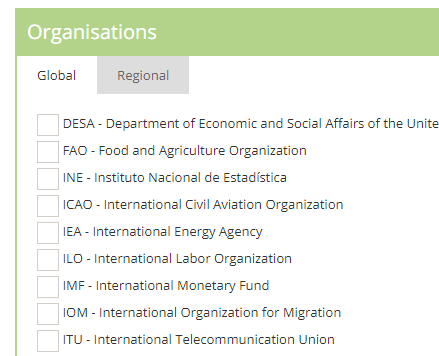 Organisations
Global
Regional
DESA - Department of Economic and Social Affairs of the Unite
FAO - Food and Agriculture Organization
INE - Instituto Nacional de Estadística
ICAO - International Civil Aviation Organization
IEA - International Energy Agency
ILO - International Labor Organization
IMF - International Monetary Fund
IOM - International Organization for Migration
ITU - International Telecommunication Union